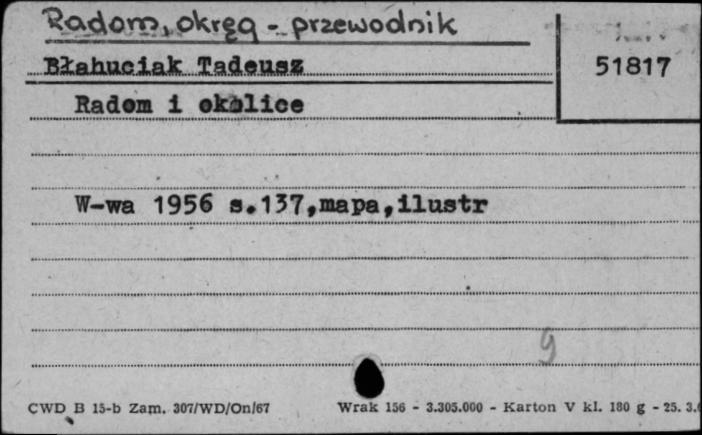 Radom, okręg - przewodnik
Błahuciak Tadeusz
51817
Radom i okolice
W-wa 1956 s.137,mapa,ilustr
9
CWD B 15-b Zam. 307/WD/On/67
Wrak 156 - 3.305.000 - Karton V kl. 180 g - 25. 3.